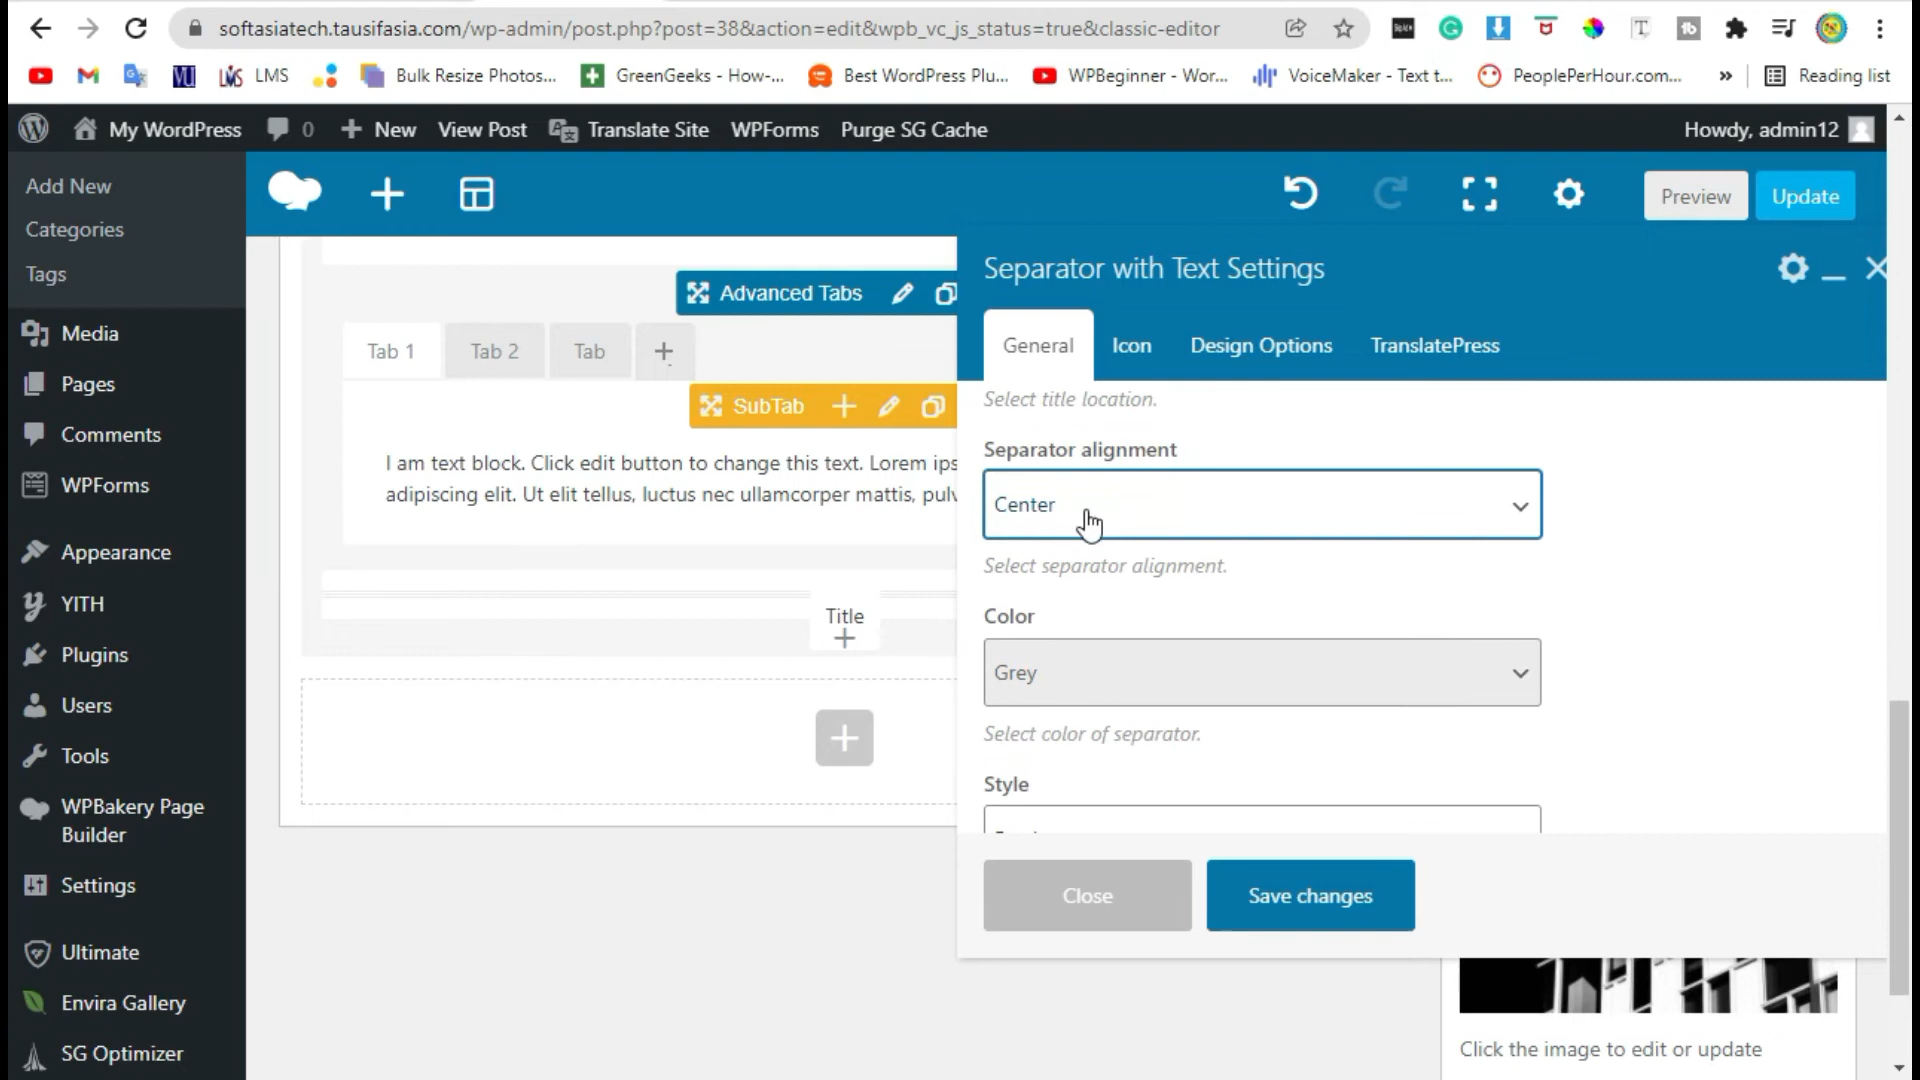 softasiatech.tausifasia.com/wp-admin/post.php?post=38&action=edit&wpb_vc_js_status=true&classic-editor
LMS
Bulk Resize Photos...
GreenGeeks - How-...
Best WordPress Plu...
WPBeginner - Wor...
VoiceMaker - Text t...
PeoplePerHour.com...
»
Reading list
My WordPress
0
New
View Post
Translate Site
WPForms
Purge SG Cache
Howdy, admin12
Add New
Categories
Tags
Media
Pages
Comments
WPForms
Appearance
YITH
Plugins
Users
Tools
WPBakery Page
Builder
Settings
Ultimate
Envira Gallery
SG Optimizer
Preview
Update
Advanced Tabs
Tab 1
Tab 2
Tab
SubTab
I am text block. Click edit button to change this text. Lorem ips
adipiscing elit. Ut elit tellus, luctus nec ullamcorper mattis, pulv
Title
Separator with Text Settings
General
Icon
Design Options
TranslatePress
Select title location.
Separator alignment
Center
Select separator alignment.
Color
Grey
Select color of separator.
Style
Close
Save changes
Click the image to edit or update